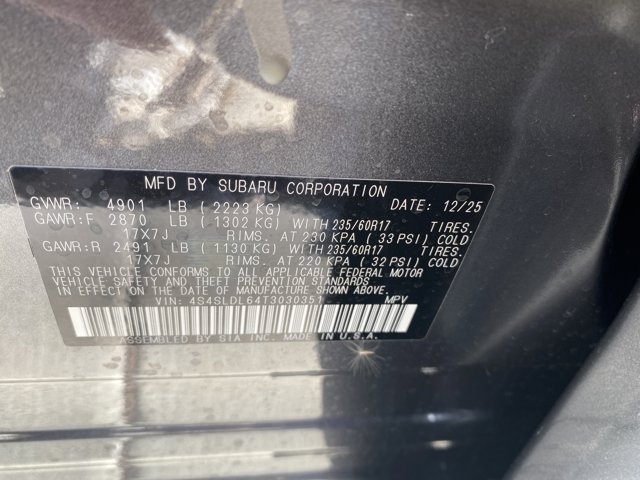 MFD BY SUBARU CORPORATION
GVWR: 4901 LB ( 2223 KG) DATE: 12/25
GAWR:F 2870 LB ( 1302 KG) WITH 235/60R17 TIRES.
17X7J RIMS. AT 230 KPA ( 33 PSI) COLD
GAWR:R 2491 LB ( 1130 KG) WITH 235/60R17 TIRES.
17X7J RIMS. AT 220 KPA ( 32 PSI) COLD
THIS VEHICLE CONFORMS TO ALL APPLICABLE FEDERAL MOTOR
VEHICLE SAFETY AND THEFT PREVENTION STANDARDS
IN EFFECT ON THE DATE OF MANUFACTURE SHOWN ABOVE.
VIN: 4S4SLDL64T3030351 MPV
ASSEMBLED BY SIA INC. MADE IN U.S.A.